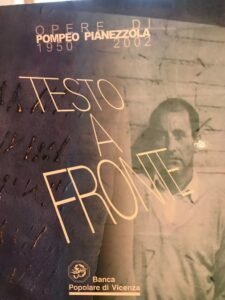 OPERE DI
POMPEO PIANEZZOLA
1950 2002
TESTO
A
FRONTE
Banca
Popolare di Vicenza